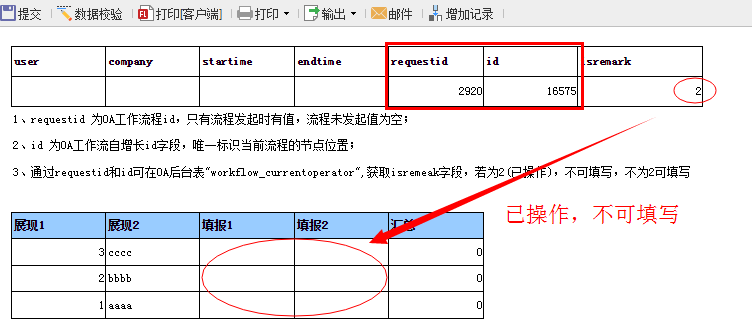 提交 数据校验 打印[客户端] 打印 输出 邮件 增加记录
user company starttime endtime requestid id isremark
2920 16575 2
1、requestid 为OA工作流程id，只有流程发起时有值，流程未发起值为空；
2、id 为OA工作流自增长id字段，唯一标识当前流程的节点位置；
3、通过requestid和id可在OA后台表"workflow_currentoperator",获取isremeak字段，若为2(已操作)，不可填写，不为2可填写
已操作，不可填写
展现1 展现2 填报1 填报2 汇总
3 cccc 0
2 bbbb 0
1 aaaa 0